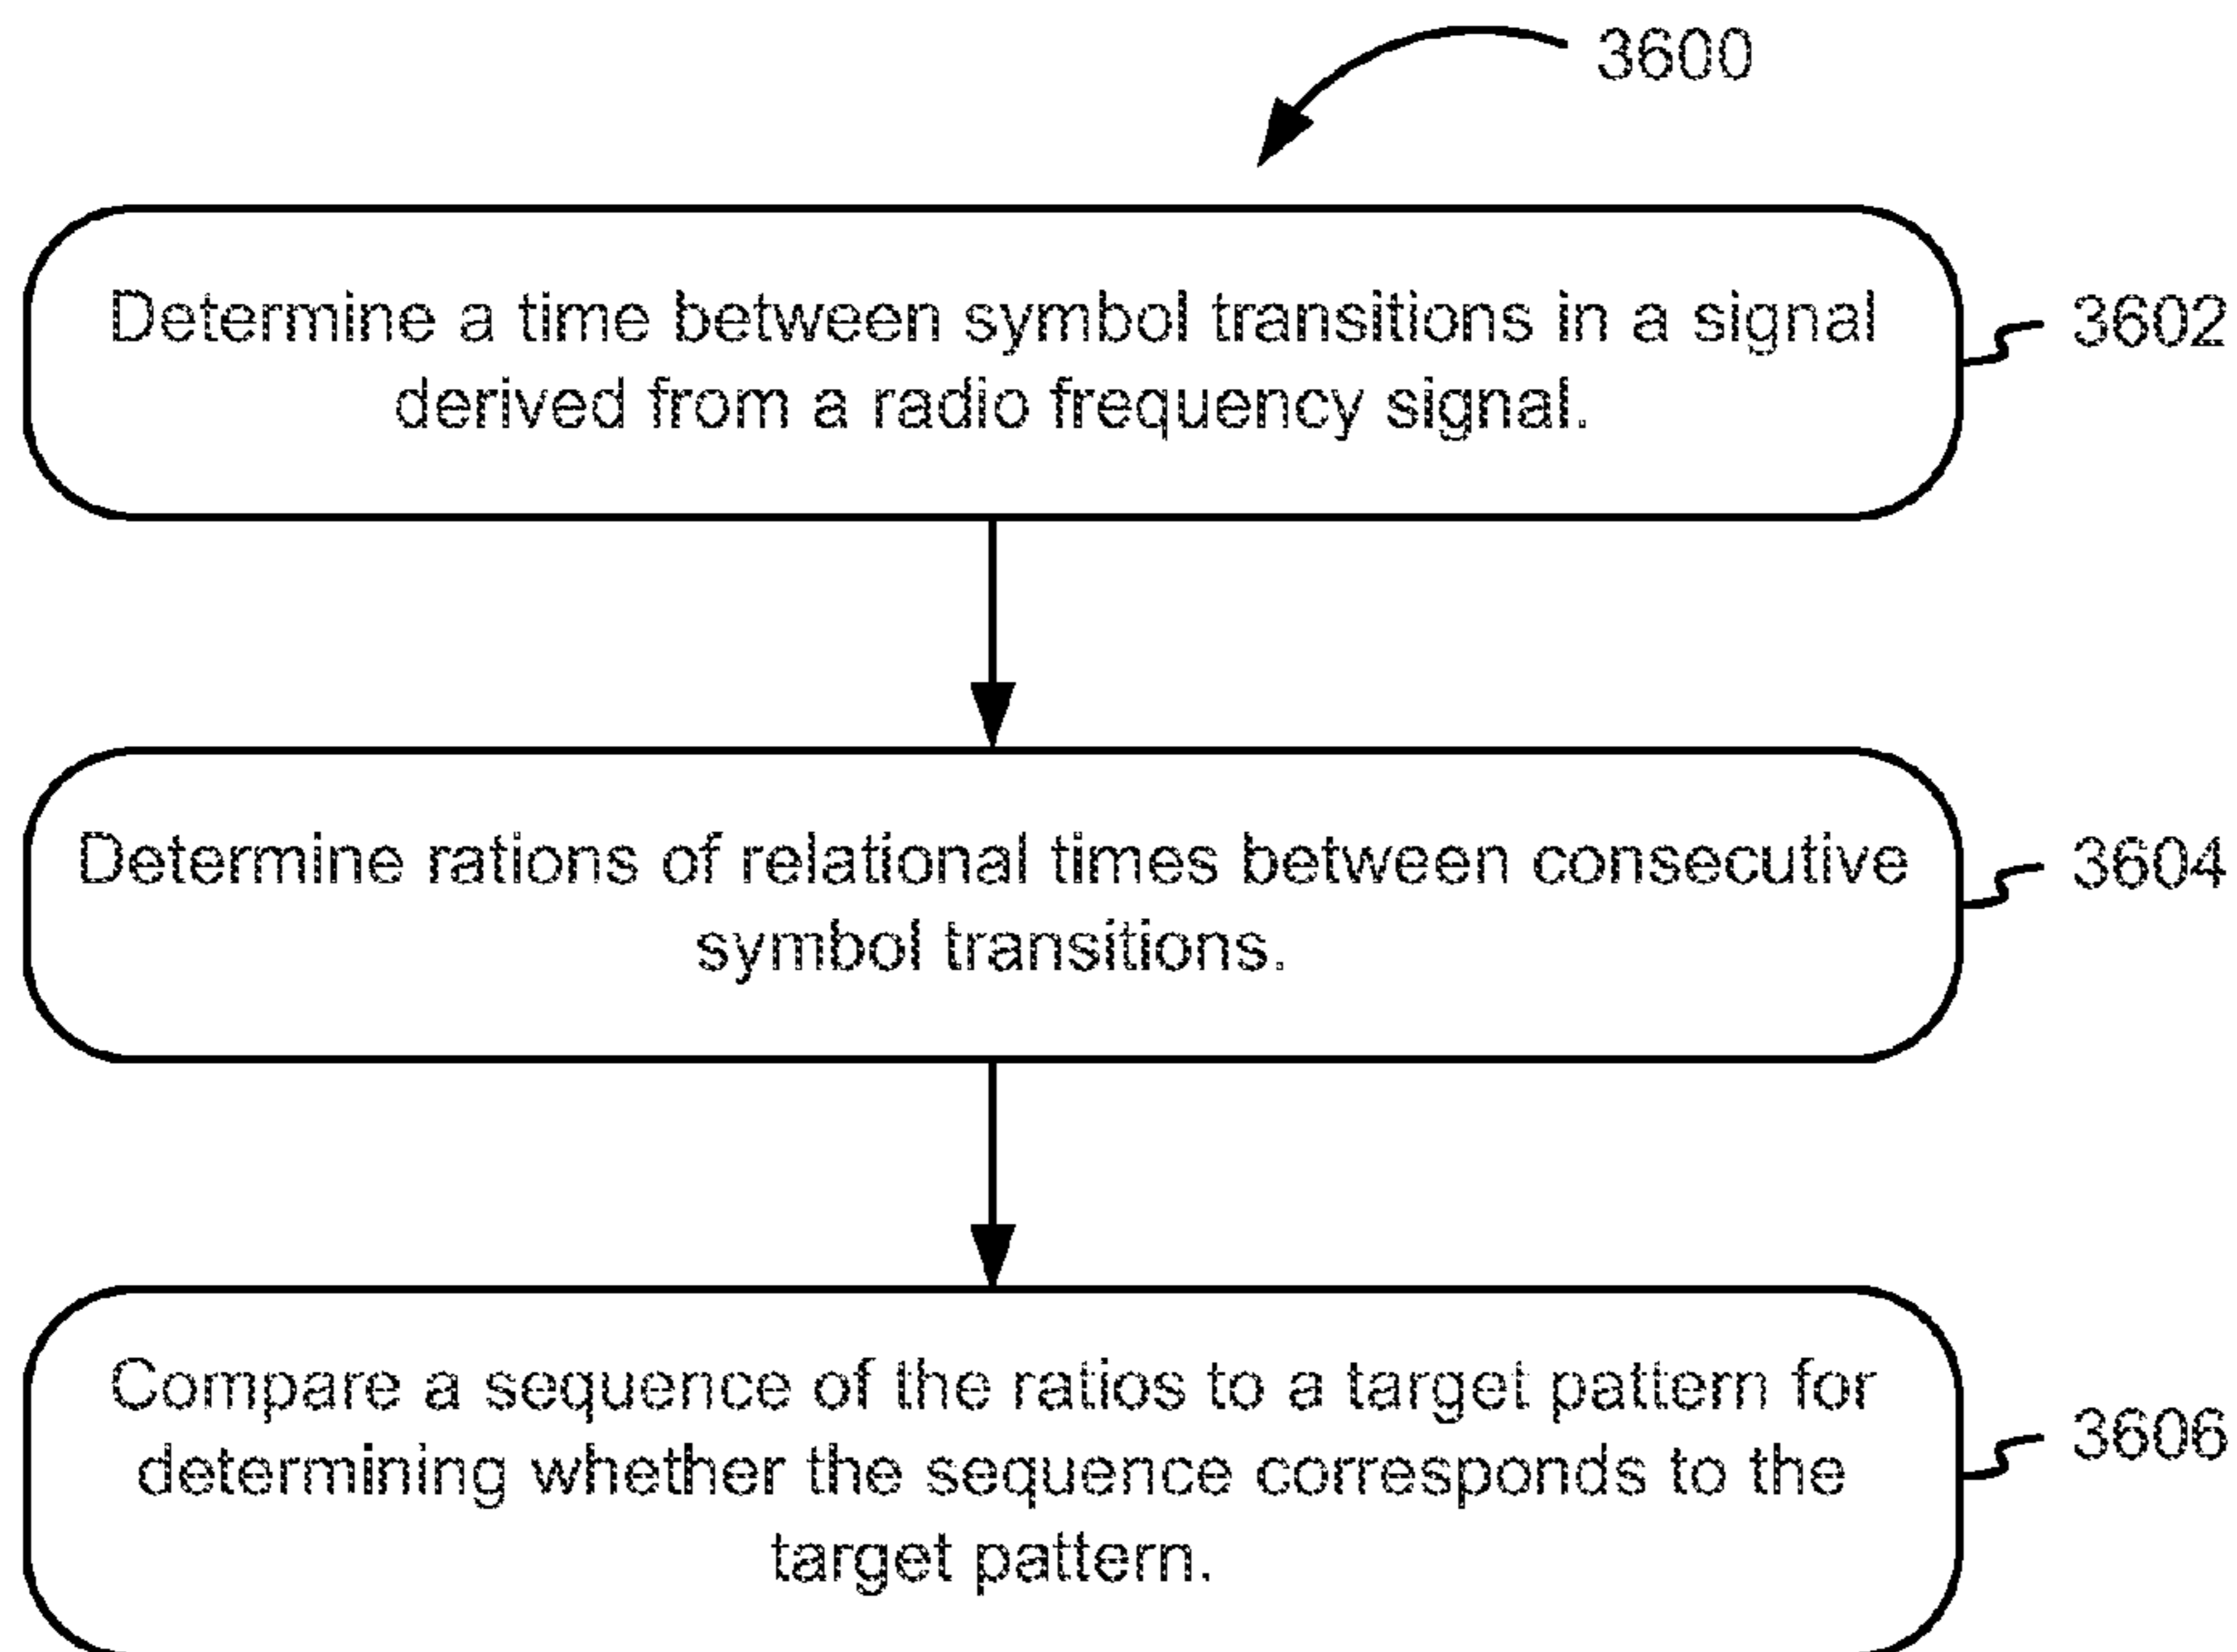 3600
Determine a time between symbol transitions in a signal
derived from a radio frequency signal.
3602
Determine rations of relational times between consecutive
symbol transitions.
3604
Compare a sequence of the ratios to a target pattern for
determining whether the sequence corresponds to the
target pattern.
3606